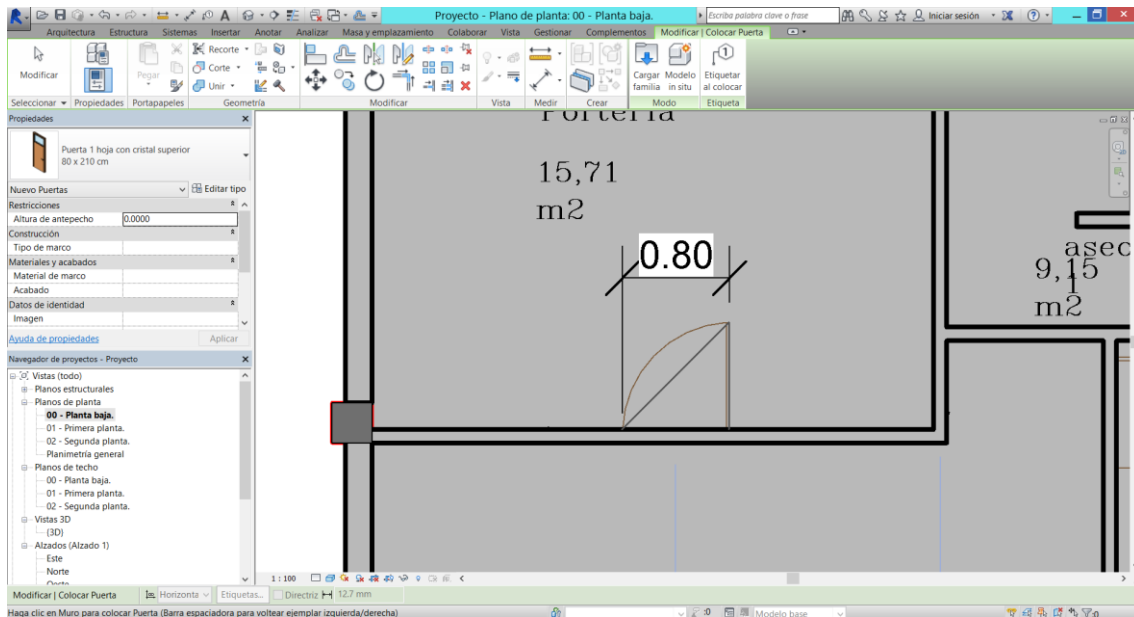 Proyecto - Plano de planta: 00 - Planta baja.
Escriba palabra clave o frase
Iniciar sesión
Arquitectura Estructura Sistemas Insertar Anotar Analizar Masa y emplazamiento Colaborar Vista Gestionar Complementos Modificar | Colocar Puerta
Modificar
Pegar
Recorte
Corte
Unir
Cargar familia
Modelo in situ
Etiquetar al colocar
Seleccionar Propiedades Portapapeles Geometría Modificar Vista Medir Crear Modo Etiqueta
Propiedades
Puerta 1 hoja con cristal superior
80 x 210 cm
Nuevo Puertas Editar tipo
Restricciones
Altura de antepecho 0.0000
Construcción
Tipo de marco
Materiales y acabados
Material de marco
Acabado
Datos de identidad
Imagen
Ayuda de propiedades Aplicar
Navegador de proyectos - Proyecto
Vistas (todo)
Planos estructurales
Planos de planta
00 - Planta baja.
01 - Primera planta.
02 - Segunda planta.
Planimetría general
Planos de techo
00 - Planta baja.
01 - Primera planta.
02 - Segunda planta.
Vistas 3D
(3D)
Alzados (Alzado 1)
Este
Norte
Oeste
Portería
15,71
m2
0.80
asec
1
9,15
m2
1 : 100
Modificar | Colocar Puerta Horizonta Etiquetas... Directriz 12.7 mm
Haga clic en Muro para colocar Puerta (Barra espaciadora para voltear ejemplar izquierda/derecha)
:0 Modelo base :0